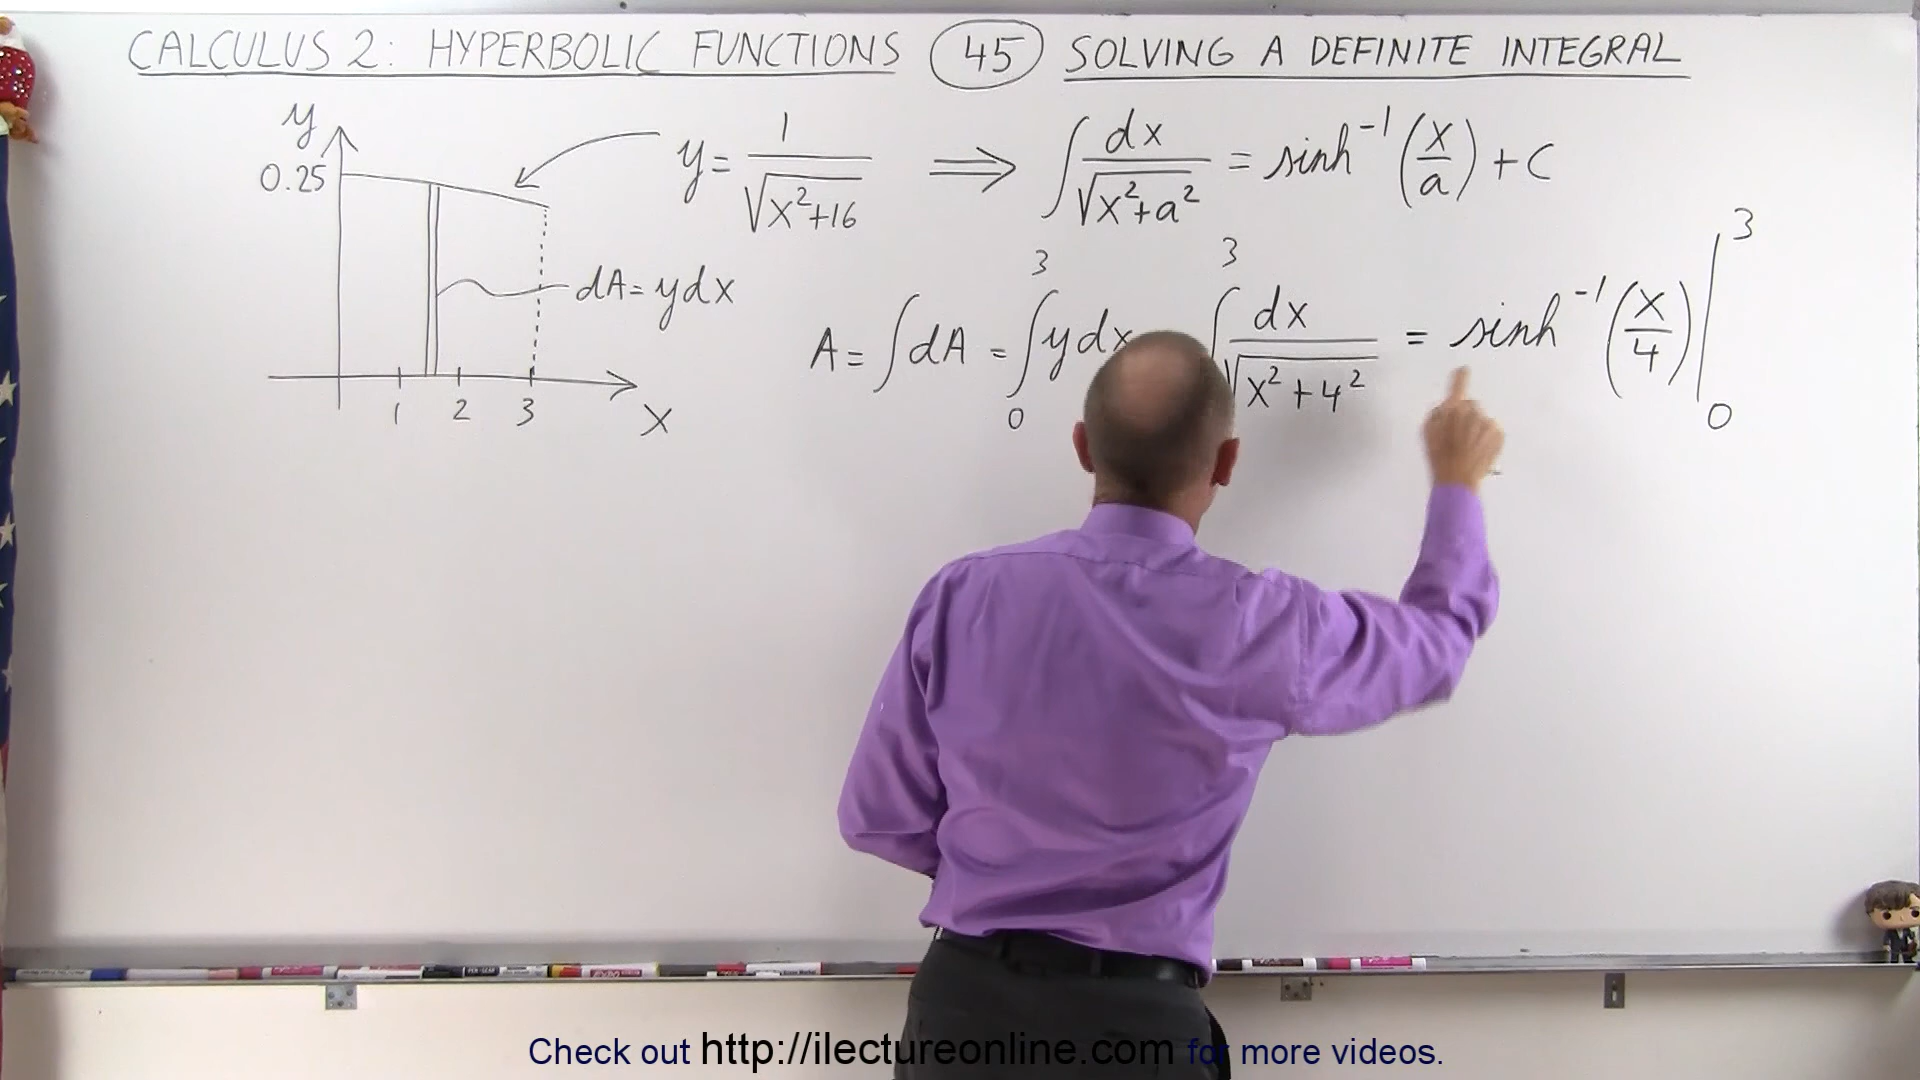 CALCULUS 2: HYPERBOLIC FUNCTIONS 45 SOLVING A DEFINITE INTEGRAL
y
0.25
y = 1/√(x²+16) ⟹ ∫ dx/√(x²+a²) = sinh⁻¹(x/a) + C
dA = y dx
A = ∫ dA = ∫₀³ y dx ∫³ dx/√(x²+4²) = sinh⁻¹(x/4) |₀³
1 2 3 x
Check out http://ilectureonline.com for more videos.